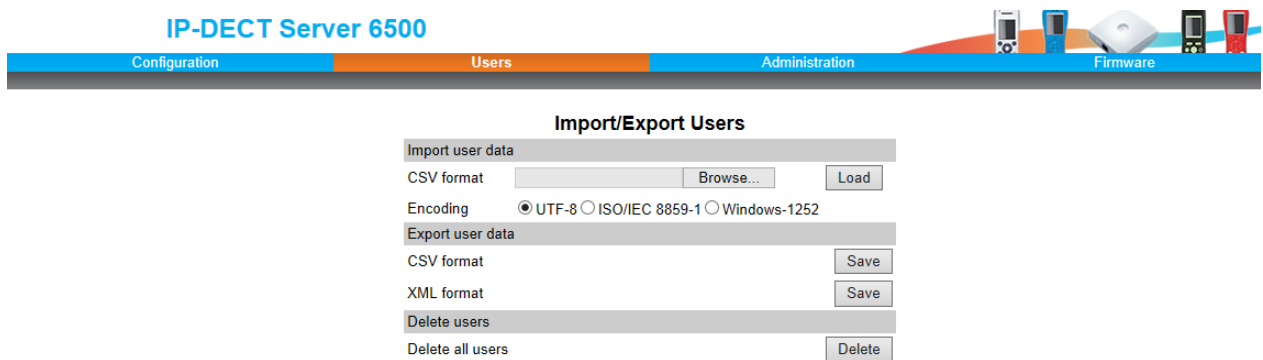 IP-DECT Server 6500
Configuration Users Administration Firmware
Import/Export Users
Import user data
CSV format Browse... Load
Encoding UTF-8 ISO/IEC 8859-1 Windows-1252
Export user data
CSV format Save
XML format Save
Delete users
Delete all users Delete